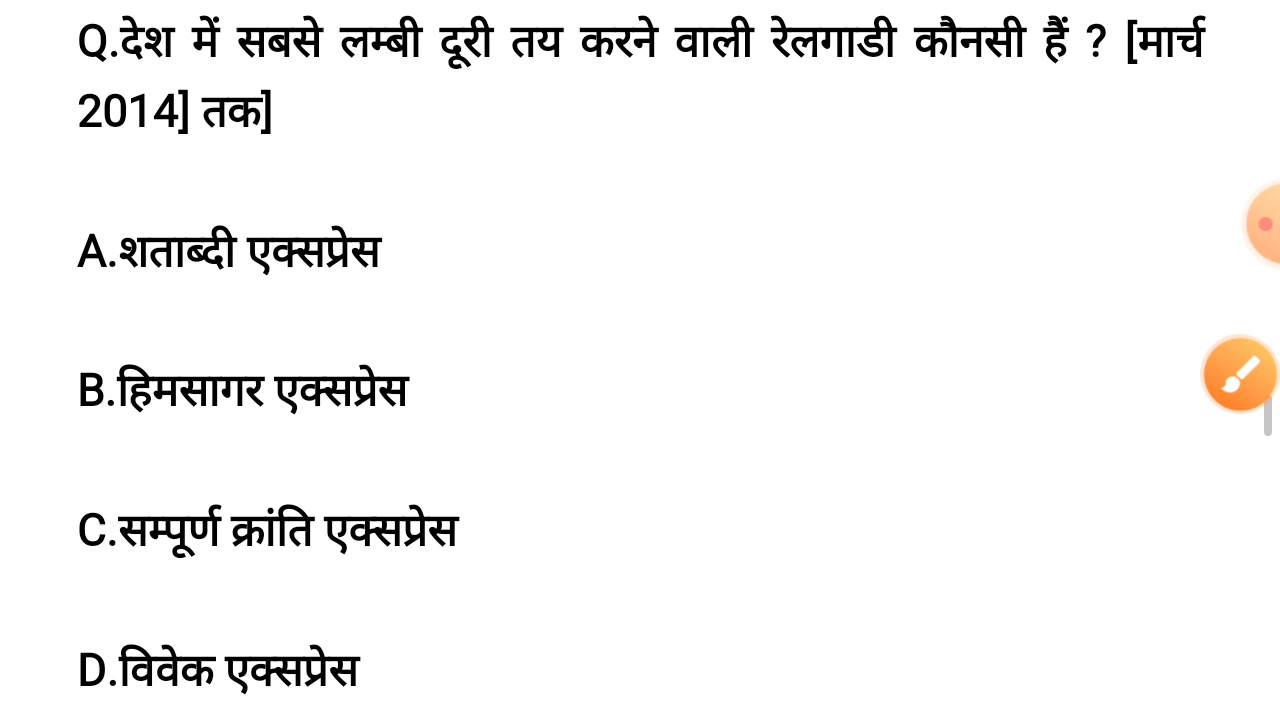 Q.देश में सबसे लम्बी दूरी तय करने वाली रेलगाडी कौनसी हैं ? [मार्च
2014] तक]
A.शताब्दी एक्सप्रेस
B.हिमसागर एक्सप्रेस
C.सम्पूर्ण क्रांति एक्सप्रेस
D.विवेक एक्सप्रेस